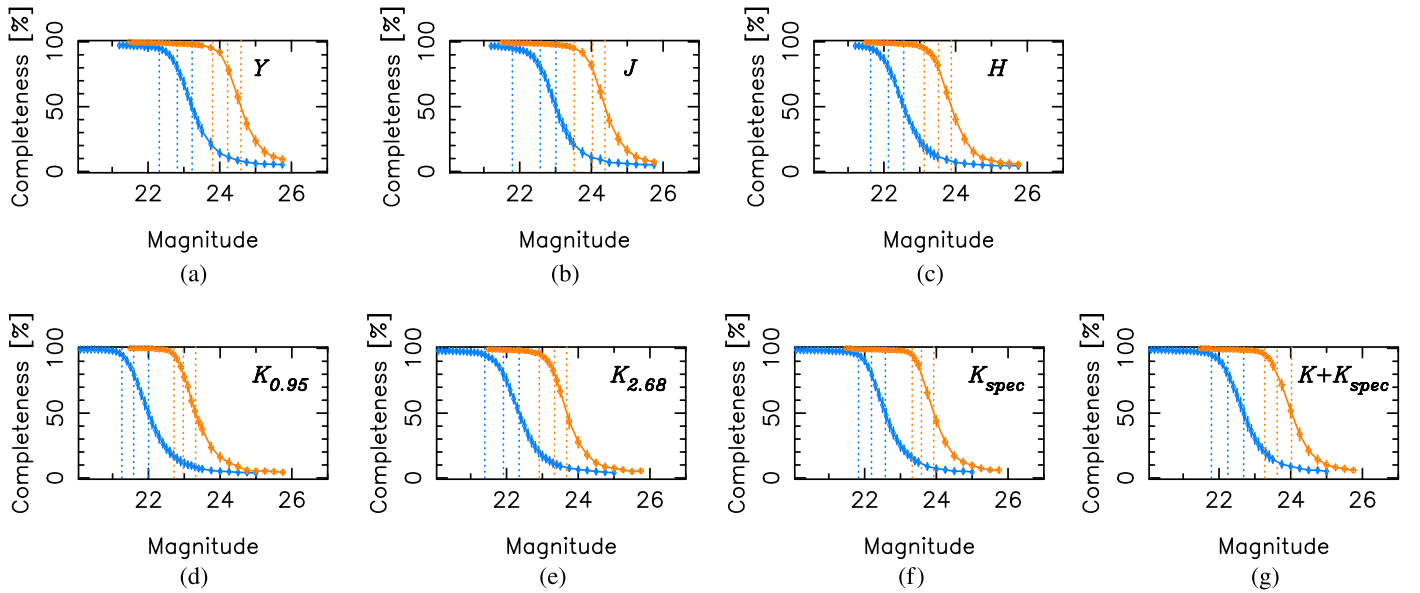 Completeness [%]
0 50 100
22 24 26
Y
Magnitude
(a)
Completeness [%]
0 50 100
22 24 26
J
Magnitude
(b)
Completeness [%]
0 50 100
22 24 26
H
Magnitude
(c)
Completeness [%]
0 50 100
22 24 26
K0.95
Magnitude
(d)
Completeness [%]
0 50 100
22 24 26
K2.68
Magnitude
(e)
Completeness [%]
0 50 100
22 24 26
Kspec
Magnitude
(f)
Completeness [%]
0 50 100
22 24 26
K+Kspec
Magnitude
(g)